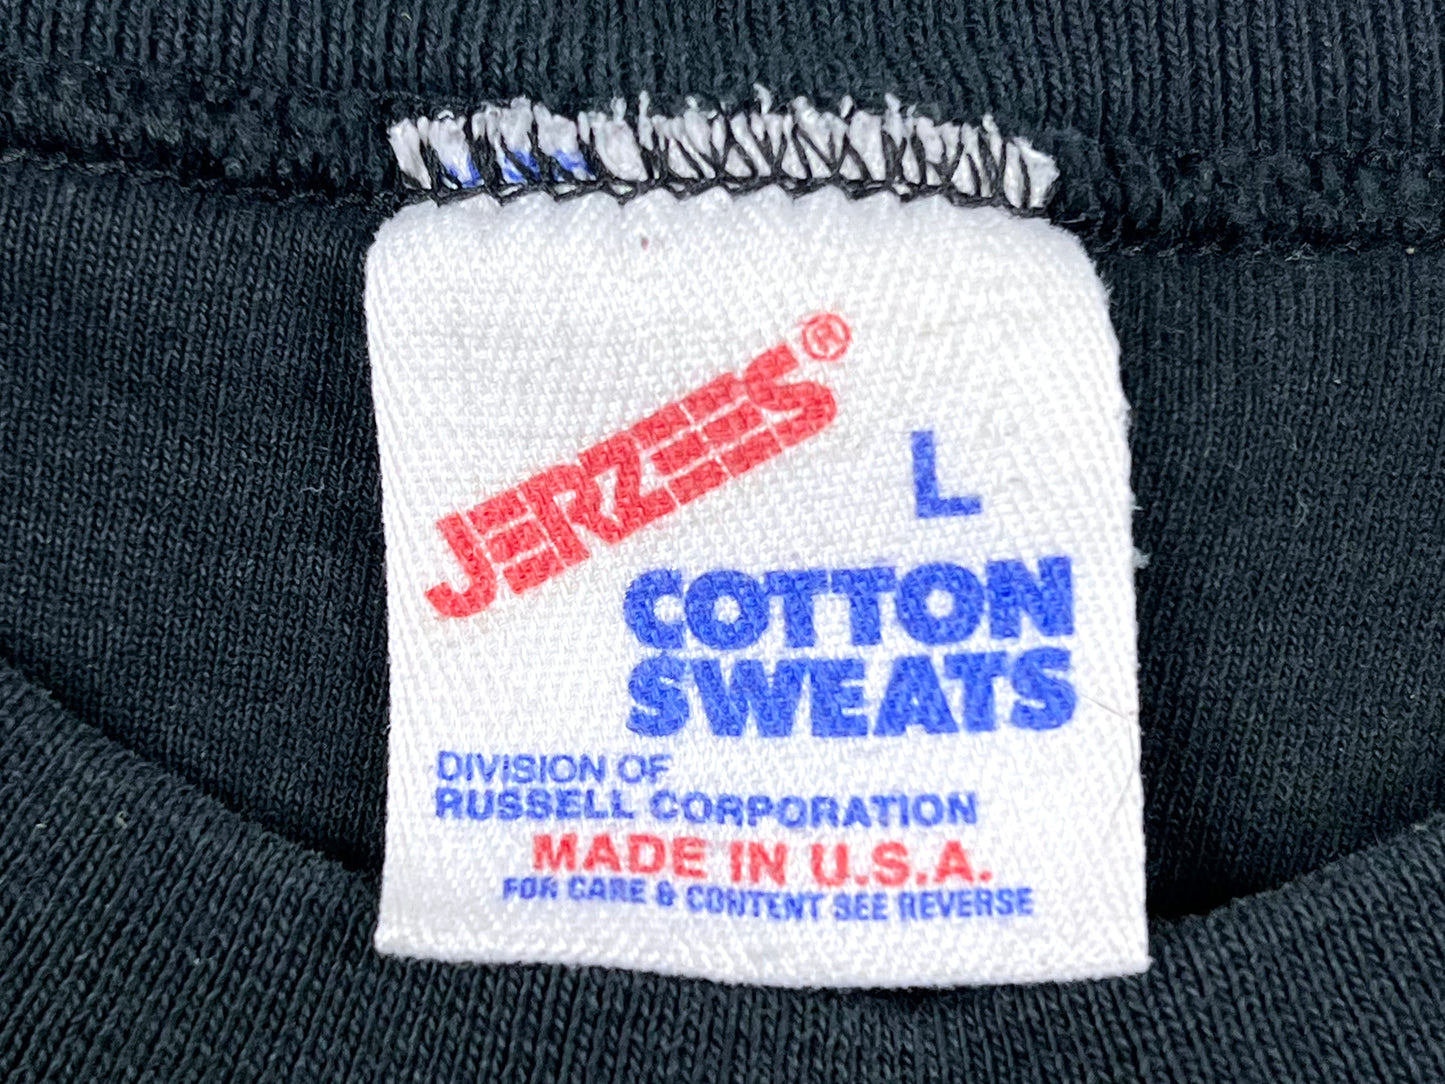 JERZEES®
L
COTTON
SWEATS
DIVISION OF
RUSSELL CORPORATION
MADE IN U.S.A.
FOR CARE & CONTENT SEE REVERSE